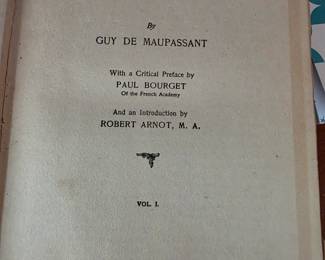 By
GUY DE MAUPASSANT
With a Critical Preface by
PAUL BOURGET
Of the French Academy
And an Introduction by
ROBERT ARNOT, M. A.
VOL. I.